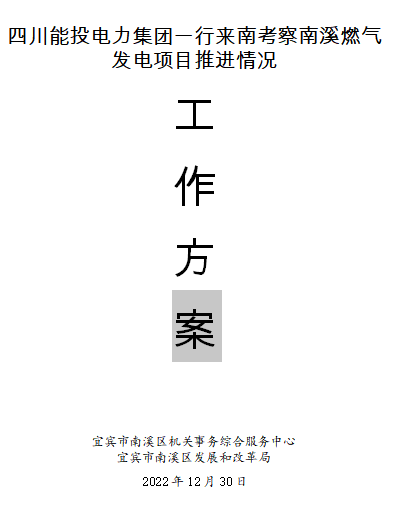 四川能投电力集团一行来南考察南溪燃气
发电项目推进情况
工
作
方
案
宜宾市南溪区机关事务综合服务中心
宜宾市南溪区发展和改革局
2022年12月30日